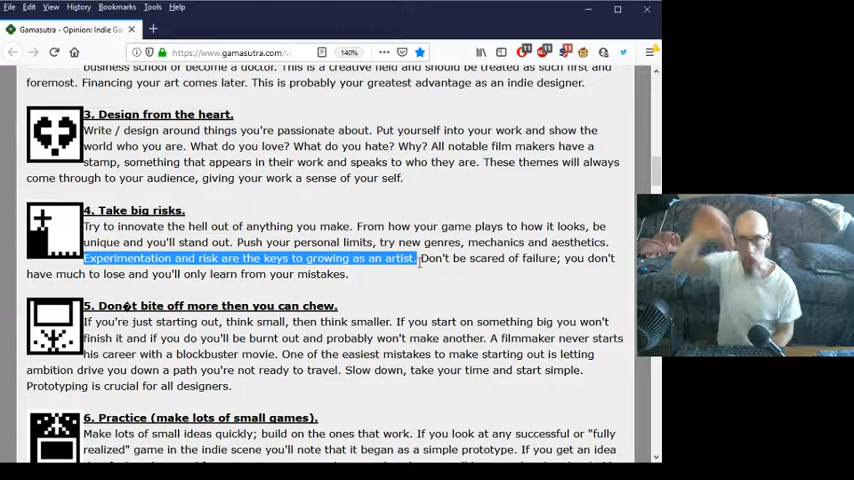 File Edit View History Bookmarks Tools Help
Gamasutra - Opinion: Indie Ga
https://www.gamasutra.com/vi
140%
business school or become a doctor. This is a creative field and should be treated as such first and
foremost. Financing your art comes later. This is probably your greatest advantage as an indie designer.
3. Design from the heart.
Write / design around things you're passionate about. Put yourself into your work and show the
world who you are. What do you love? What do you hate? Why? All notable film makers have a
stamp, something that appears in their work and speaks to who they are. These themes will always
come through to your audience, giving your work a sense of your self.
4. Take big risks.
Try to innovate the hell out of anything you make. From how your game plays to how it looks, be
unique and you'll stand out. Push your personal limits, try new genres, mechanics and aesthetics.
Experimentation and risk are the keys to growing as an artist. Don't be scared of failure; you don't
have much to lose and you'll only learn from your mistakes.
5. Don�t bite off more then you can chew.
If you're just starting out, think small, then think smaller. If you start on something big you won't
finish it and if you do you'll be burnt out and probably won't make another. A filmmaker never starts
his career with a blockbuster movie. One of the easiest mistakes to make starting out is letting
ambition drive you down a path you're not ready to travel. Slow down, take your time and start simple.
Prototyping is crucial for all designers.
6. Practice (make lots of small games).
Make lots of small ideas quickly; build on the ones that work. If you look at any successful or "fully
realized" game in the indie scene you'll note that it began as a simple prototype. If you get an idea